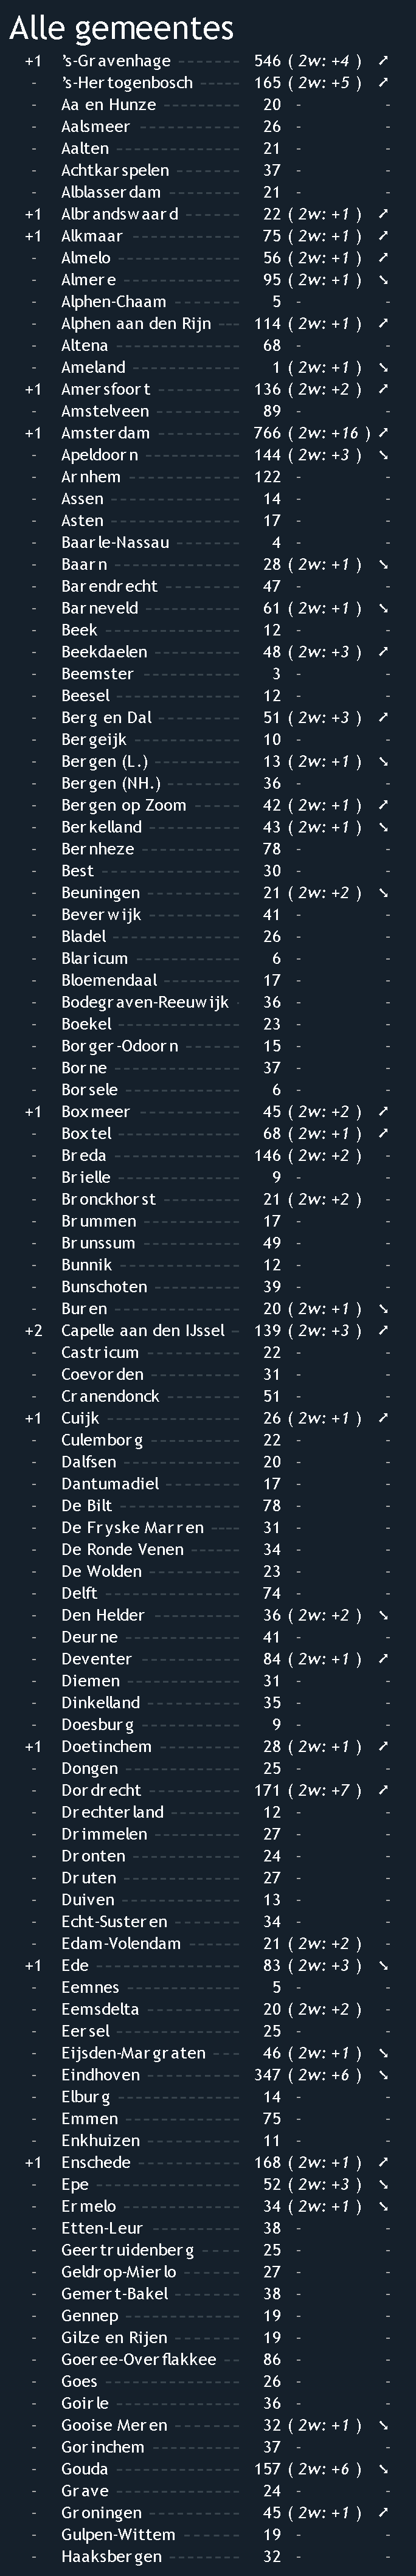 Alle gemeentes
+1 's-Gravenhage 546 ( 2w: +4 ) ➚
- 's-Hertogenbosch 165 ( 2w: +5 ) ➚
- Aa en Hunze 20 - -
- Aalsmeer 26 - -
- Aalten 21 - -
- Achtkarspelen 37 - -
- Alblasserdam 21 - -
+1 Albrandswaard 22 ( 2w: +1 ) ➚
+1 Alkmaar 75 ( 2w: +1 ) ➚
- Almelo 56 ( 2w: +1 ) ➚
- Almere 95 ( 2w: +1 ) ➘
- Alphen-Chaam 5 - -
- Alphen aan den Rijn 114 ( 2w: +1 ) ➚
- Altena 68 - -
- Ameland 1 ( 2w: +1 ) ➘
+1 Amersfoort 136 ( 2w: +2 ) ➚
- Amstelveen 89 - -
+1 Amsterdam 766 ( 2w: +16 ) ➚
- Apeldoorn 144 ( 2w: +3 ) ➘
- Arnhem 122 - -
- Assen 14 - -
- Asten 17 - -
- Baarle-Nassau 4 - -
- Baarn 28 ( 2w: +1 ) ➘
- Barendrecht 47 - -
- Barneveld 61 ( 2w: +1 ) ➘
- Beek 12 - -
- Beekdaelen 48 ( 2w: +3 ) ➚
- Beemster 3 - -
- Beesel 12 - -
- Berg en Dal 51 ( 2w: +3 ) ➚
- Bergeijk 10 - -
- Bergen (L.) 13 ( 2w: +1 ) ➘
- Bergen (NH.) 36 - -
- Bergen op Zoom 42 ( 2w: +1 ) ➚
- Berkelland 43 ( 2w: +1 ) ➘
- Bernheze 78 - -
- Best 30 - -
- Beuningen 21 ( 2w: +2 ) ➘
- Beverwijk 41 - -
- Bladel 26 - -
- Blaricum 6 - -
- Bloemendaal 17 - -
- Bodegraven-Reeuwijk 36 - -
- Boekel 23 - -
- Borger-Odoorn 15 - -
- Borne 37 - -
- Borsele 6 - -
+1 Boxmeer 45 ( 2w: +2 ) ➚
- Boxtel 68 ( 2w: +1 ) ➚
- Breda 146 ( 2w: +2 ) -
- Brielle 9 - -
- Bronckhorst 21 ( 2w: +2 ) -
- Brummen 17 - -
- Brunssum 49 - -
- Bunnik 12 - -
- Bunschoten 39 - -
- Buren 20 ( 2w: +1 ) ➘
+2 Capelle aan den IJssel 139 ( 2w: +3 ) ➚
- Castricum 22 - -
- Coevorden 31 - -
- Cranendonck 51 - -
+1 Cuijk 26 ( 2w: +1 ) ➚
- Culemborg 22 - -
- Dalfsen 20 - -
- Dantumadiel 17 - -
- De Bilt 78 - -
- De Fryske Marren 31 - -
- De Ronde Venen 34 - -
- De Wolden 23 - -
- Delft 74 - -
- Den Helder 36 ( 2w: +2 ) ➘
- Deurne 41 - -
- Deventer 84 ( 2w: +1 ) ➚
- Diemen 31 - -
- Dinkelland 35 - -
- Doesburg 9 - -
+1 Doetinchem 28 ( 2w: +1 ) ➚
- Dongen 25 - -
- Dordrecht 171 ( 2w: +7 ) ➚
- Drechterland 12 - -
- Drimmelen 27 - -
- Dronten 24 - -
- Druten 27 - -
- Duiven 13 - -
- Echt-Susteren 34 - -
- Edam-Volendam 21 ( 2w: +2 ) -
+1 Ede 83 ( 2w: +3 ) ➘
- Eemnes 5 - -
- Eemsdelta 20 ( 2w: +2 ) -
- Eersel 25 - -
- Eijsden-Margraten 46 ( 2w: +1 ) ➘
- Eindhoven 347 ( 2w: +6 ) ➘
- Elburg 14 - -
- Emmen 75 - -
- Enkhuizen 11 - -
+1 Enschede 168 ( 2w: +1 ) ➚
- Epe 52 ( 2w: +3 ) ➘
- Ermelo 34 ( 2w: +1 ) ➘
- Etten-Leur 38 - -
- Geertruidenberg 25 - -
- Geldrop-Mierlo 27 - -
- Gemert-Bakel 38 - -
- Gennep 19 - -
- Gilze en Rijen 19 - -
- Goeree-Overflakkee 86 - -
- Goes 26 - -
- Goirle 36 - -
- Gooise Meren 32 ( 2w: +1 ) ➘
- Gorinchem 37 - -
- Gouda 157 ( 2w: +6 ) ➘
- Grave 24 - -
- Groningen 45 ( 2w: +1 ) ➚
- Gulpen-Wittem 19 - -
- Haaksbergen 32 - -